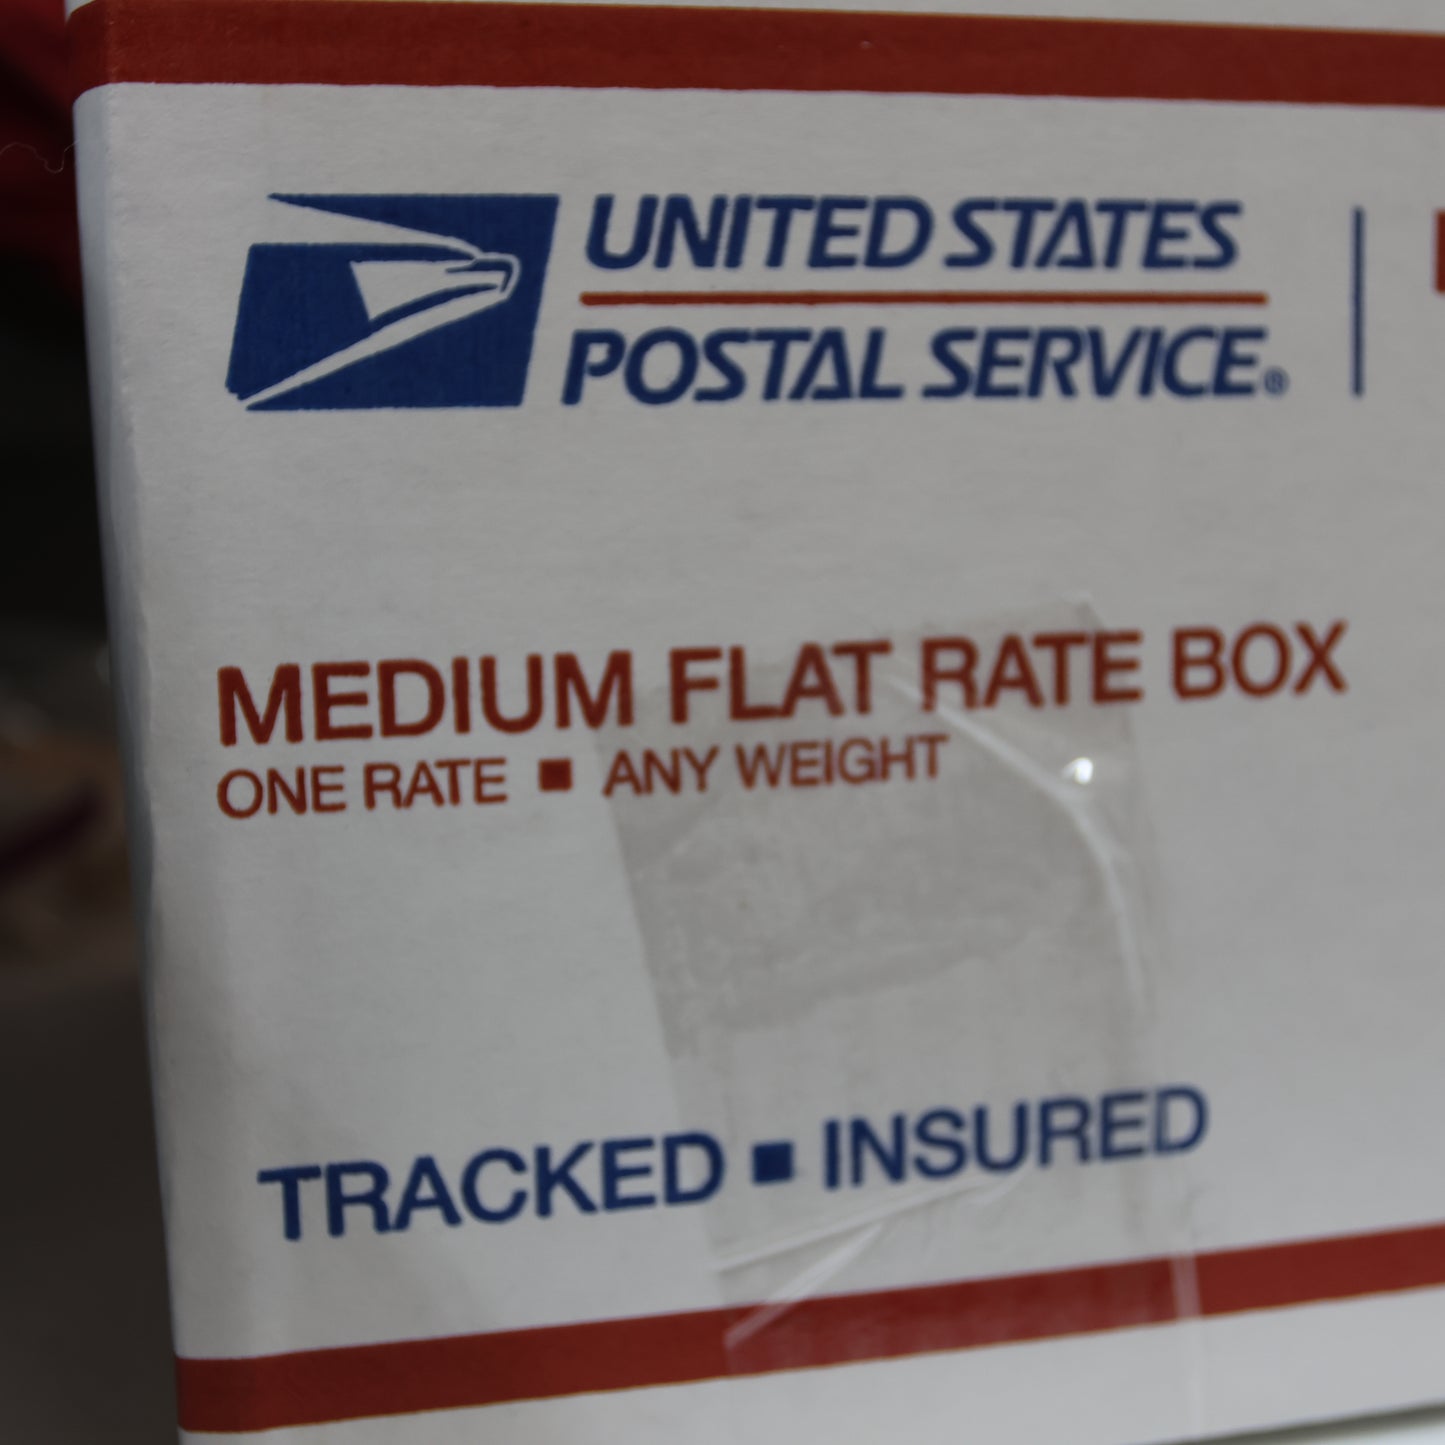 UNITED STATES
POSTAL SERVICE®
MEDIUM FLAT RATE BOX
ONE RATE ■ ANY WEIGHT
TRACKED ■ INSURED